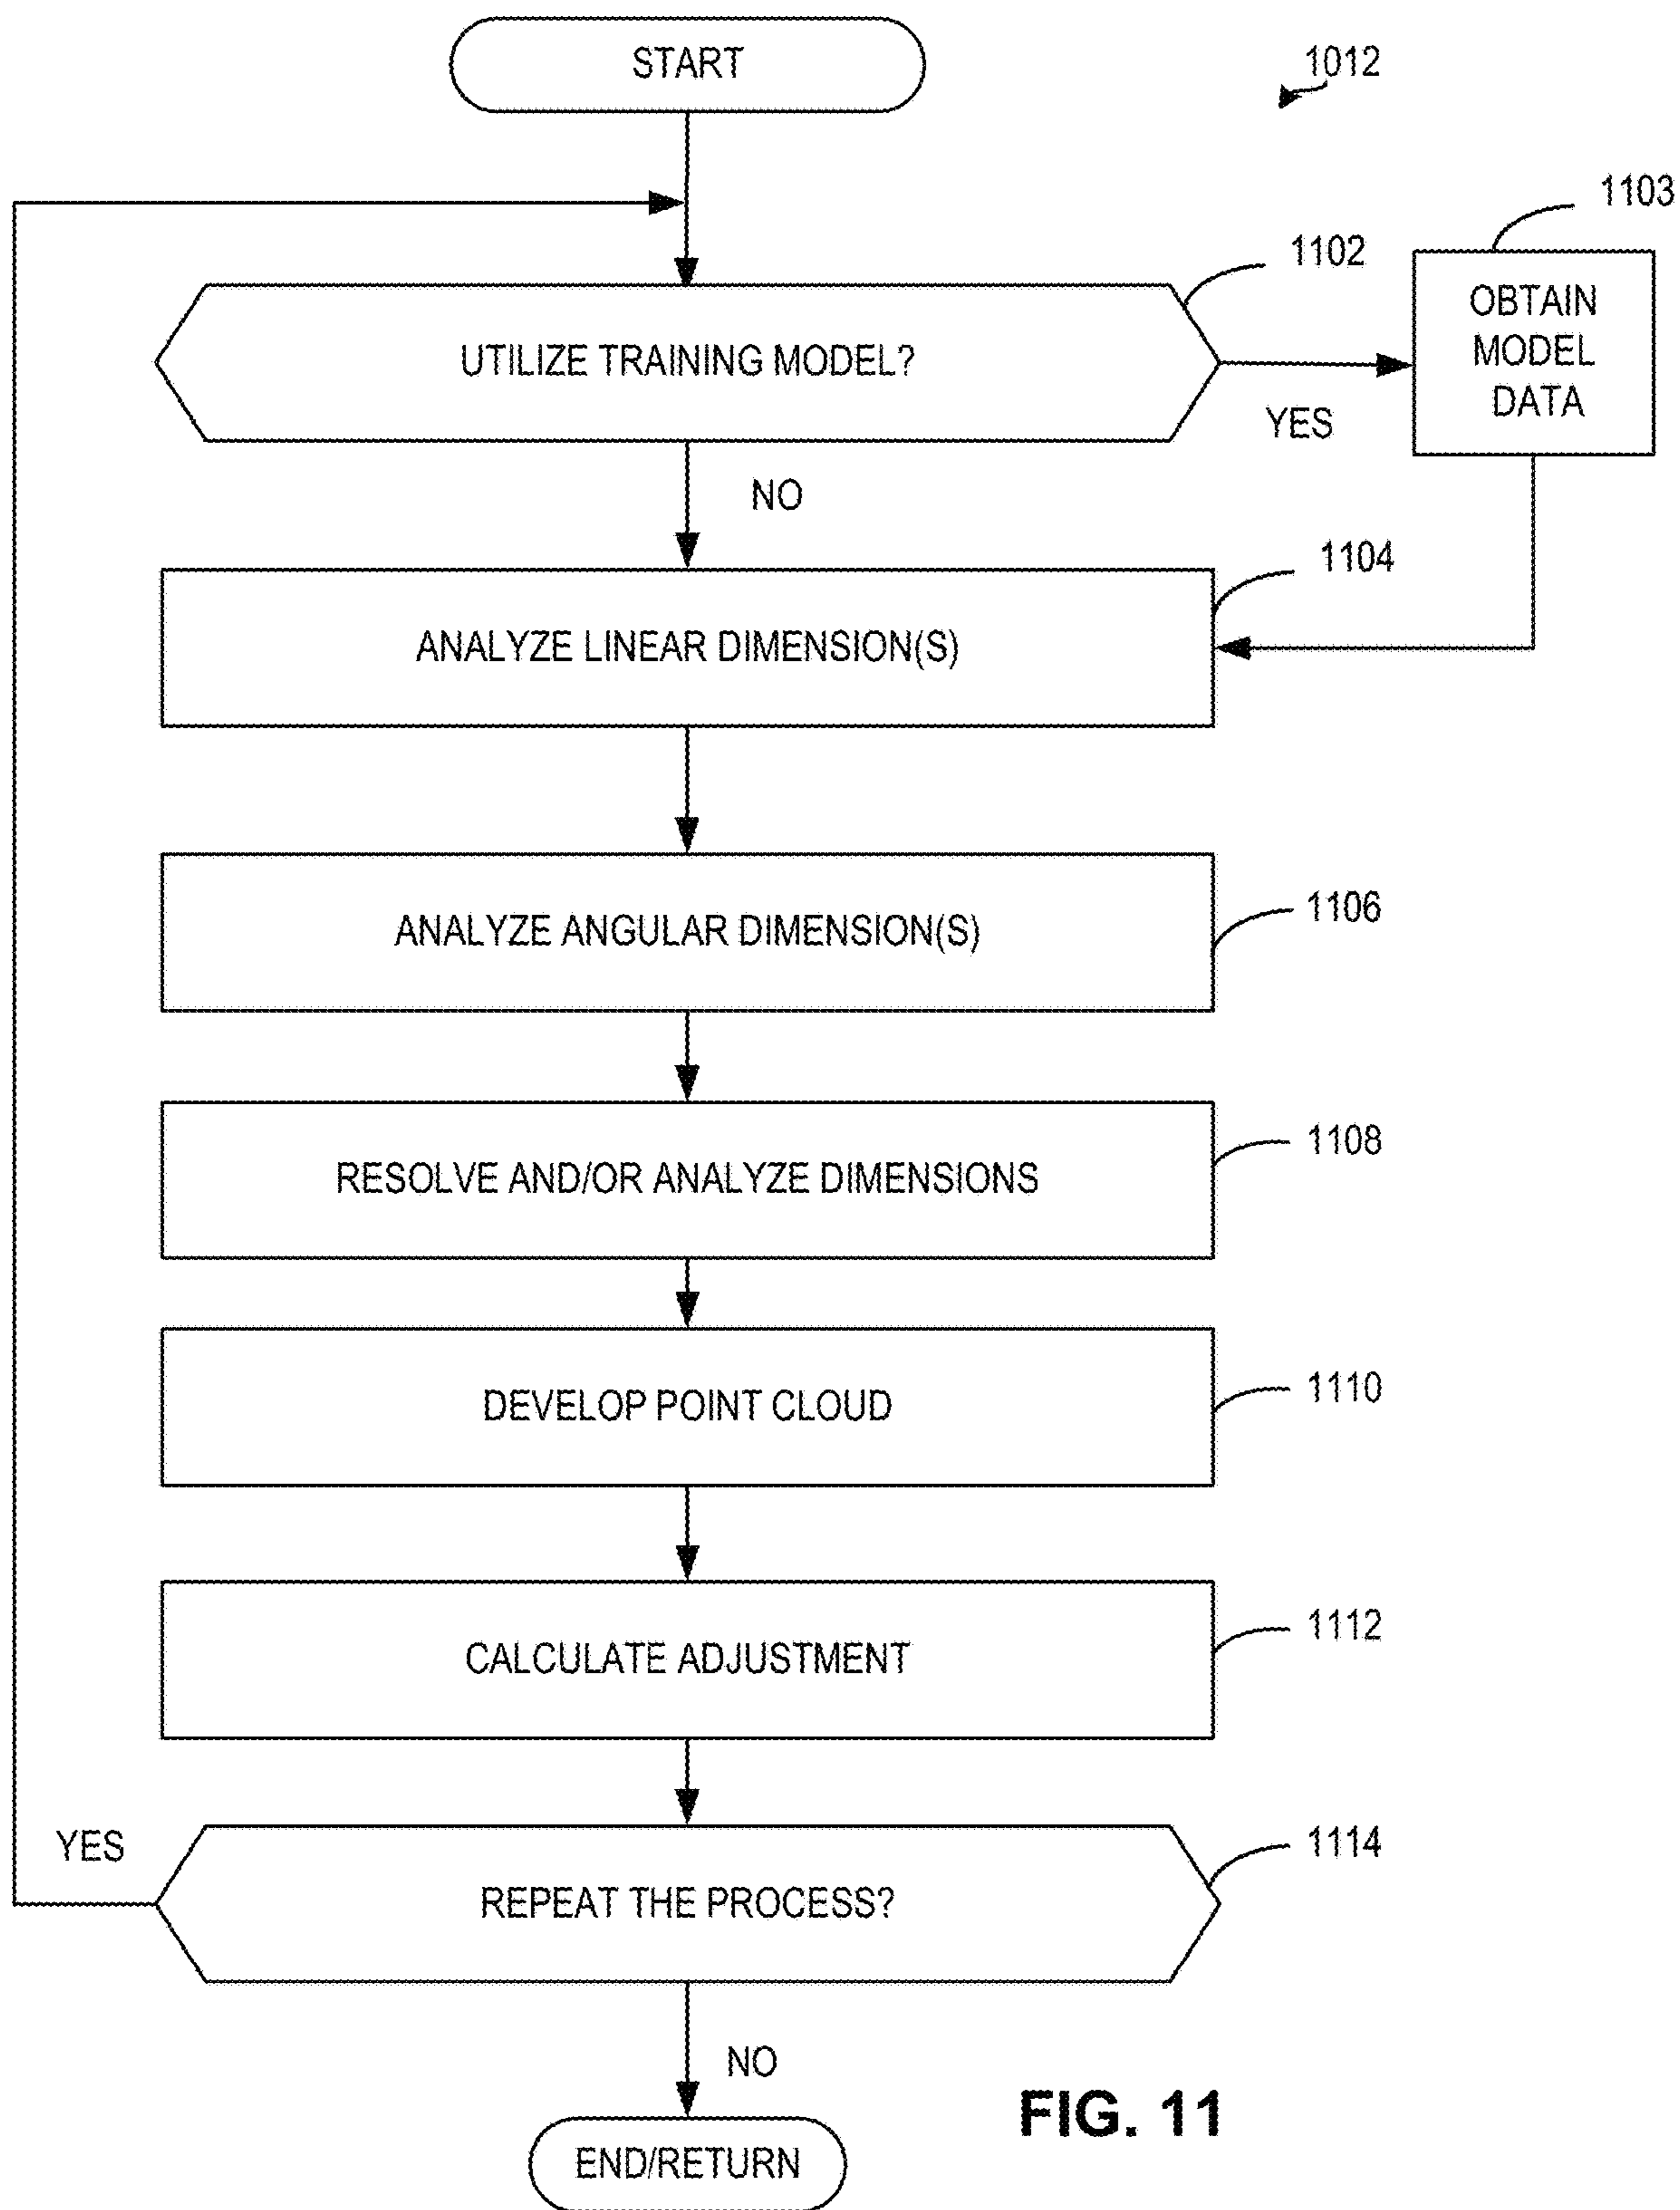 START
1012
1103
1102
OBTAIN
MODEL
DATA
UTILIZE TRAINING MODEL?
YES
NO
1104
ANALYZE LINEAR DIMENSION(S)
1106
ANALYZE ANGULAR DIMENSION(S)
1108
RESOLVE AND/OR ANALYZE DIMENSIONS
1110
DEVELOP POINT CLOUD
1112
CALCULATE ADJUSTMENT
YES
1114
REPEAT THE PROCESS?
NO
FIG. 11
END/RETURN